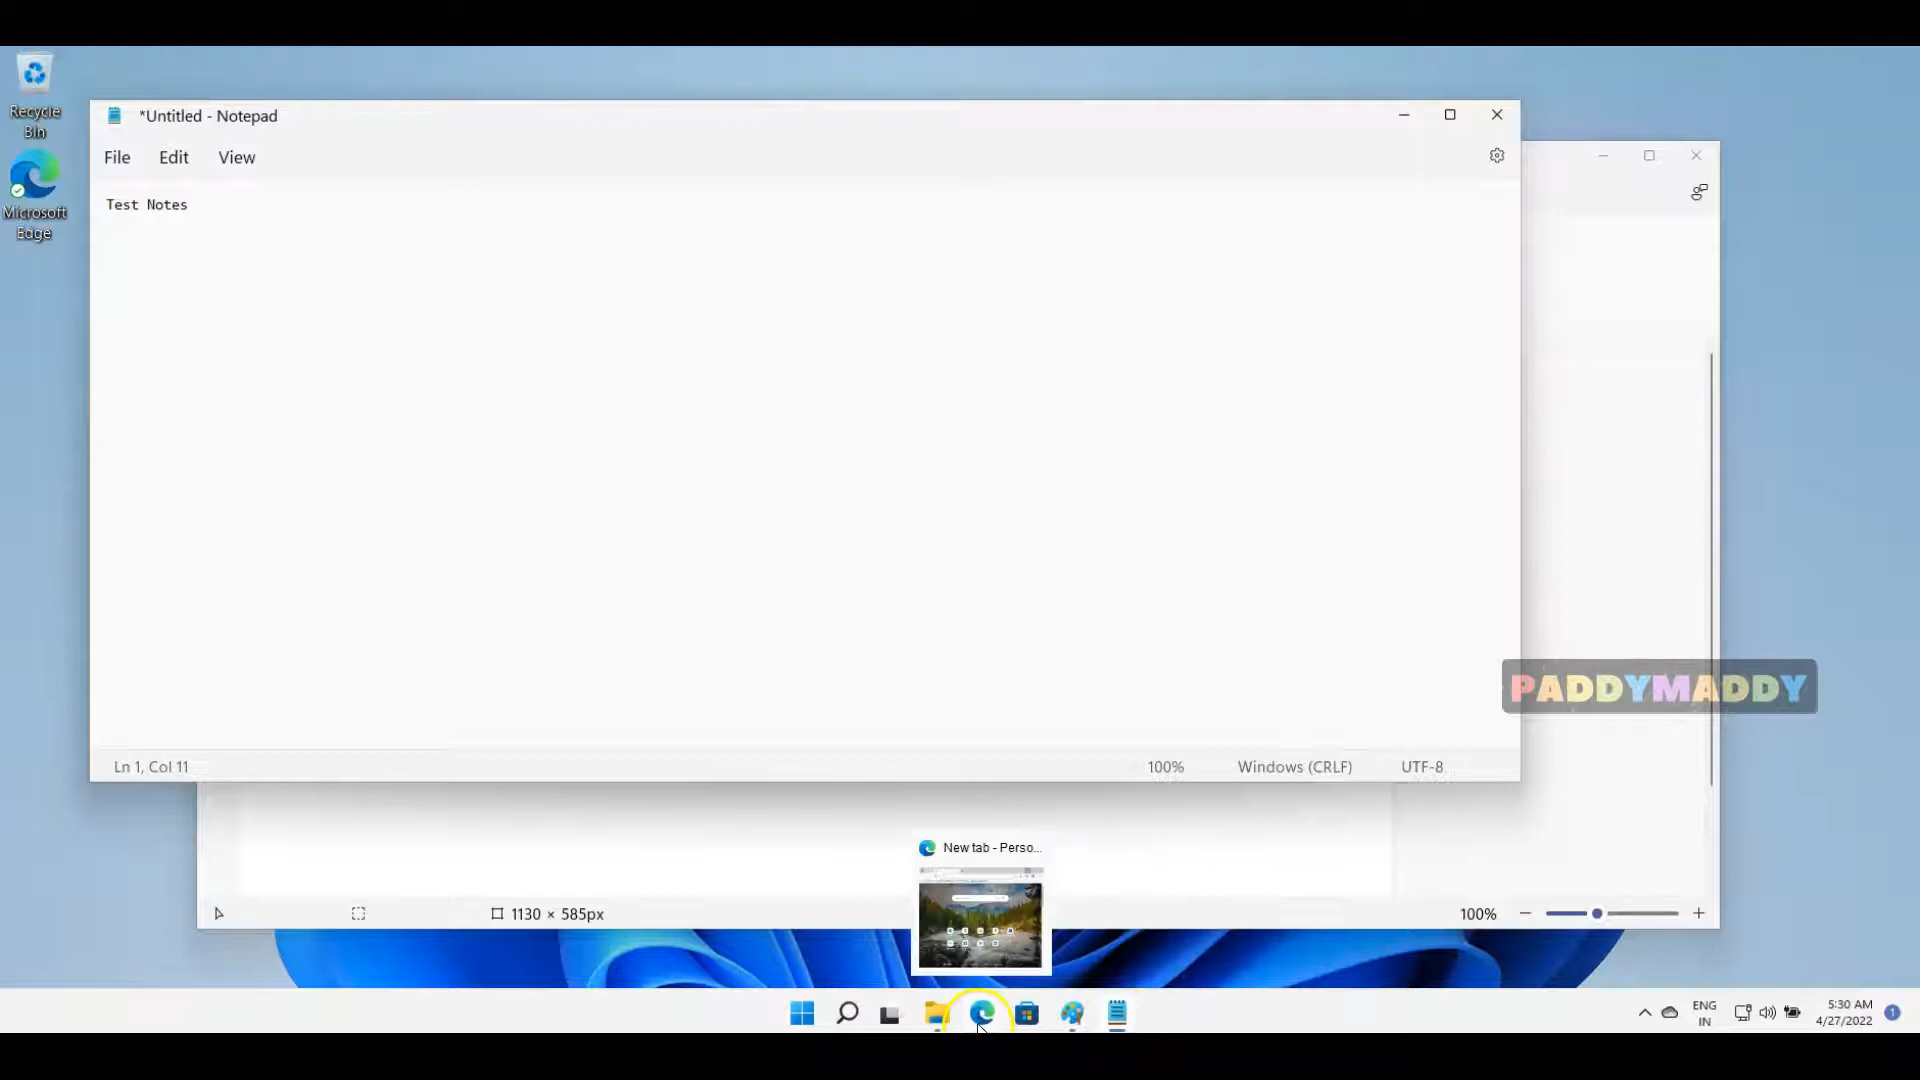 Recycle
Bin
Microsoft
Edge
*Untitled - Notepad
File Edit View
Test Notes
Ln 1, Col 11
100%
Windows (CRLF)
UTF-8
PADDYMADDY
New tab - Perso...
1130 × 585px
100%
ENG
IN
5:30 AM
4/27/2022
1